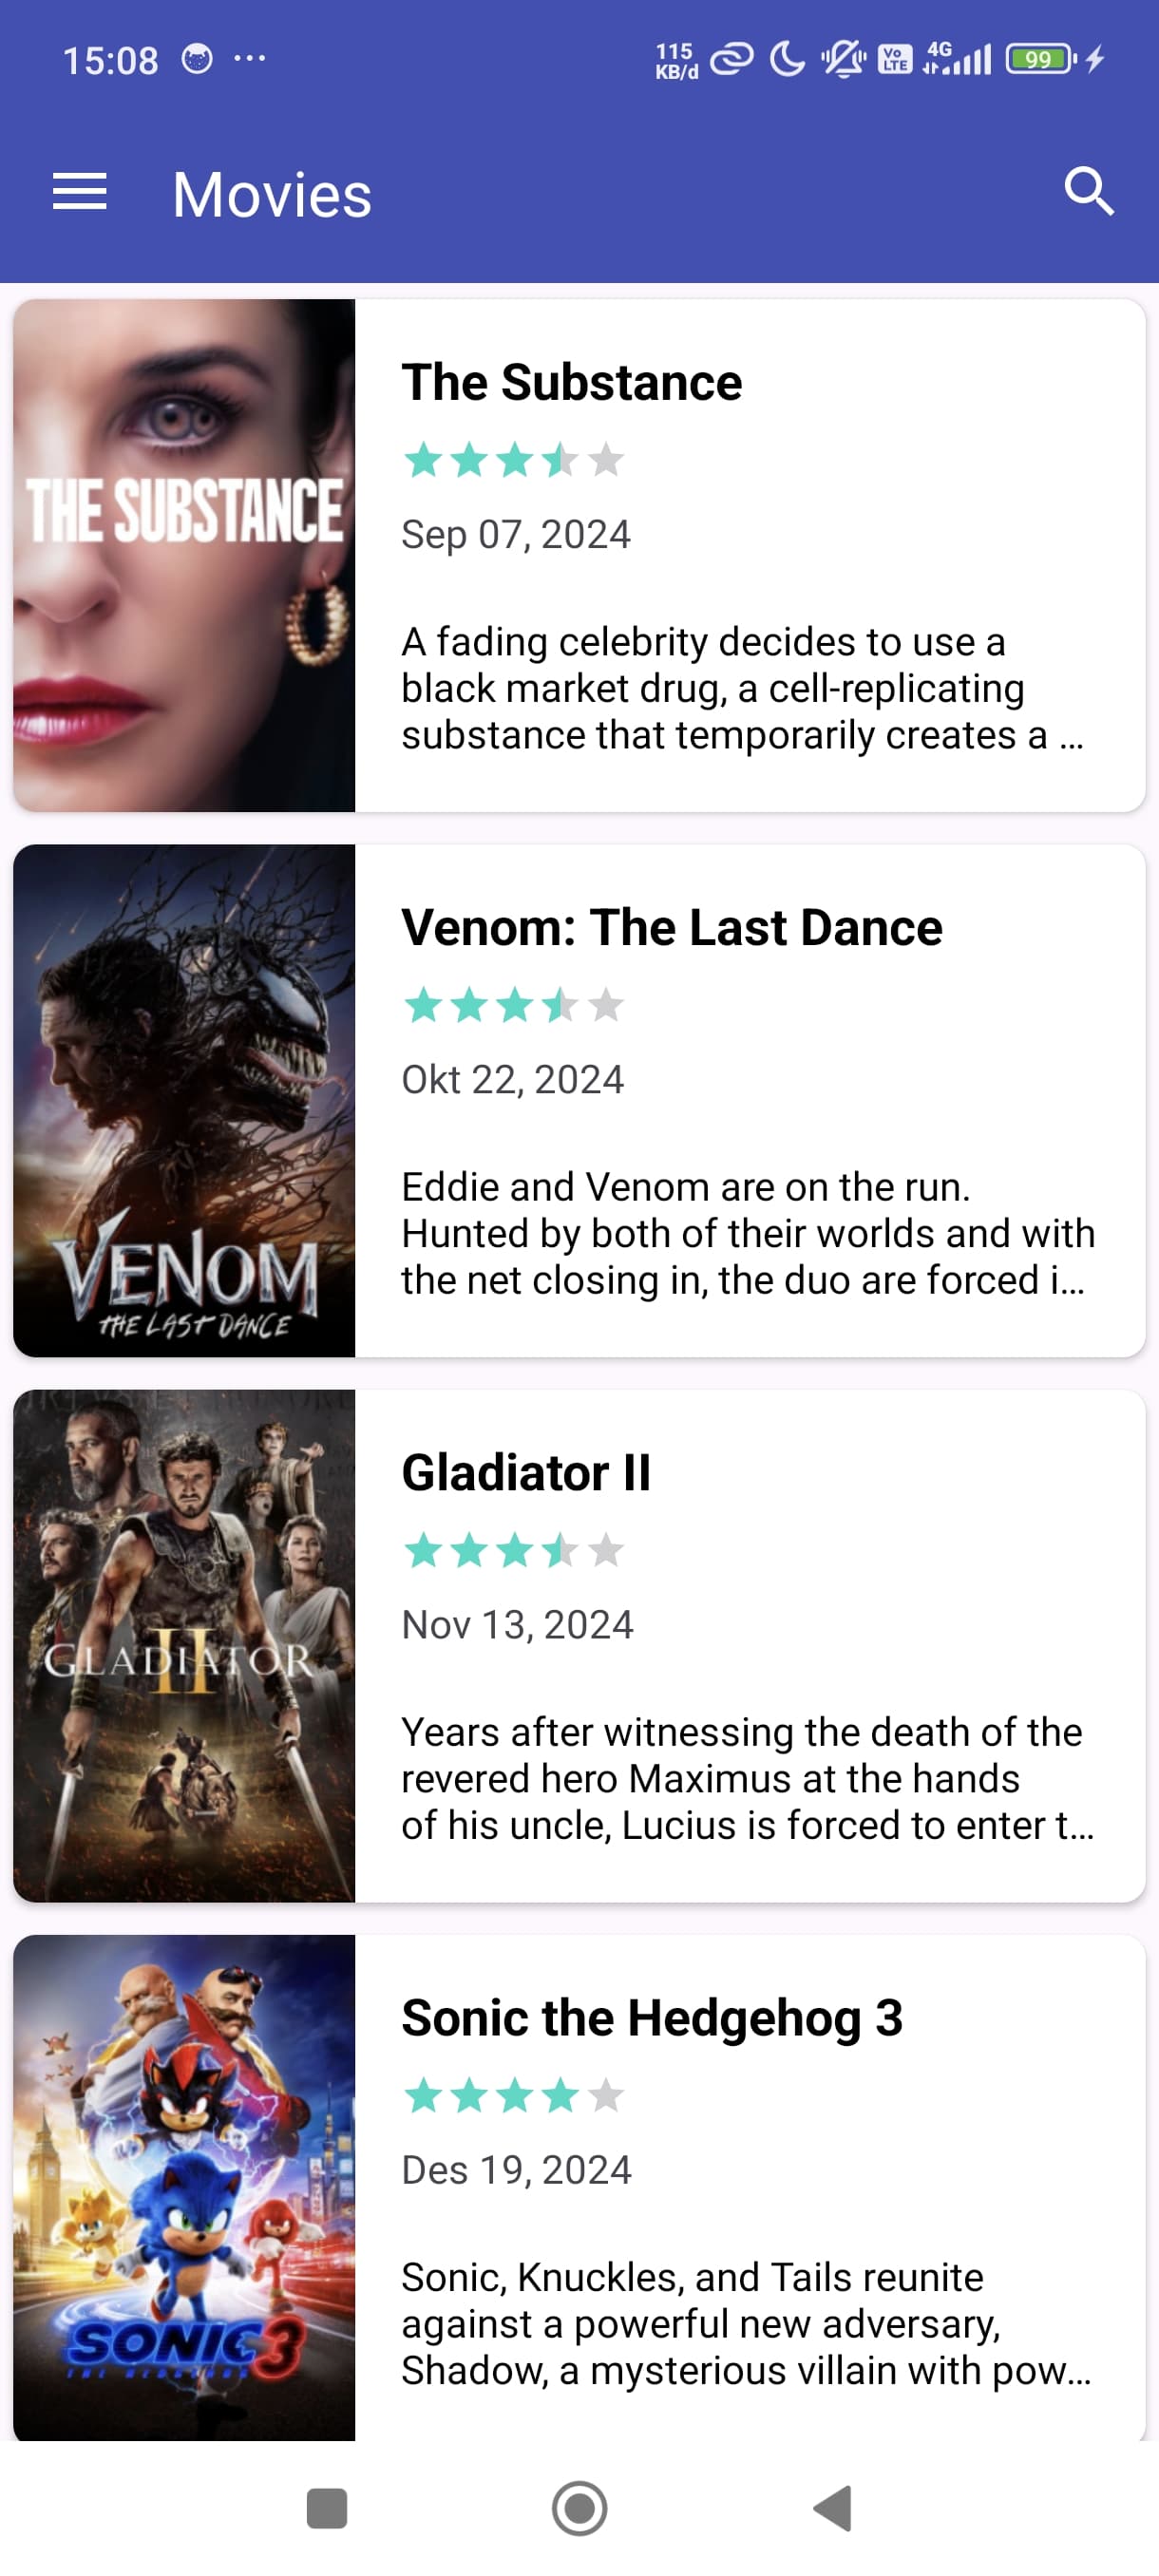 15:08 ...
115
KB/d
Vo
LTE
4G
99
Movies
THE SUBSTANCE
The Substance
Sep 07, 2024
A fading celebrity decides to use a
black market drug, a cell-replicating
substance that temporarily creates a ...
VENOM
THE LAST DANCE
Venom: The Last Dance
Okt 22, 2024
Eddie and Venom are on the run.
Hunted by both of their worlds and with
the net closing in, the duo are forced i...
GLADIATOR
II
Gladiator II
Nov 13, 2024
Years after witnessing the death of the
revered hero Maximus at the hands
of his uncle, Lucius is forced to enter t...
SONIC 3
Sonic the Hedgehog 3
Des 19, 2024
Sonic, Knuckles, and Tails reunite
against a powerful new adversary,
Shadow, a mysterious villain with pow...